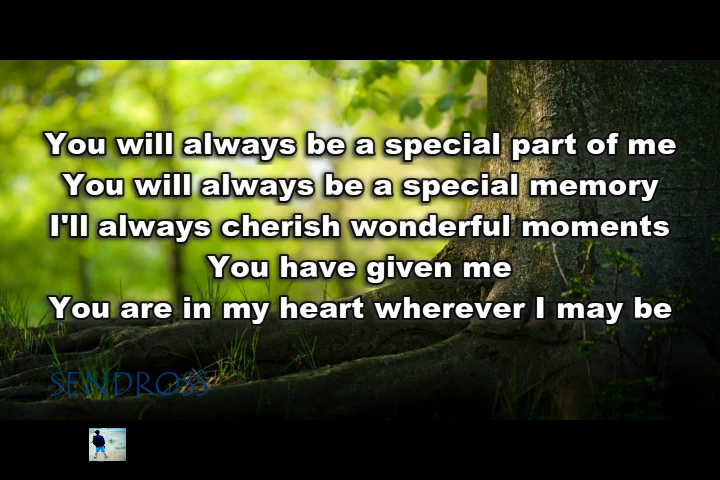 You will always be a special part of me
You will always be a special memory
I'll always cherish wonderful moments
You have given me
You are in my heart wherever I may be
SENDROSS